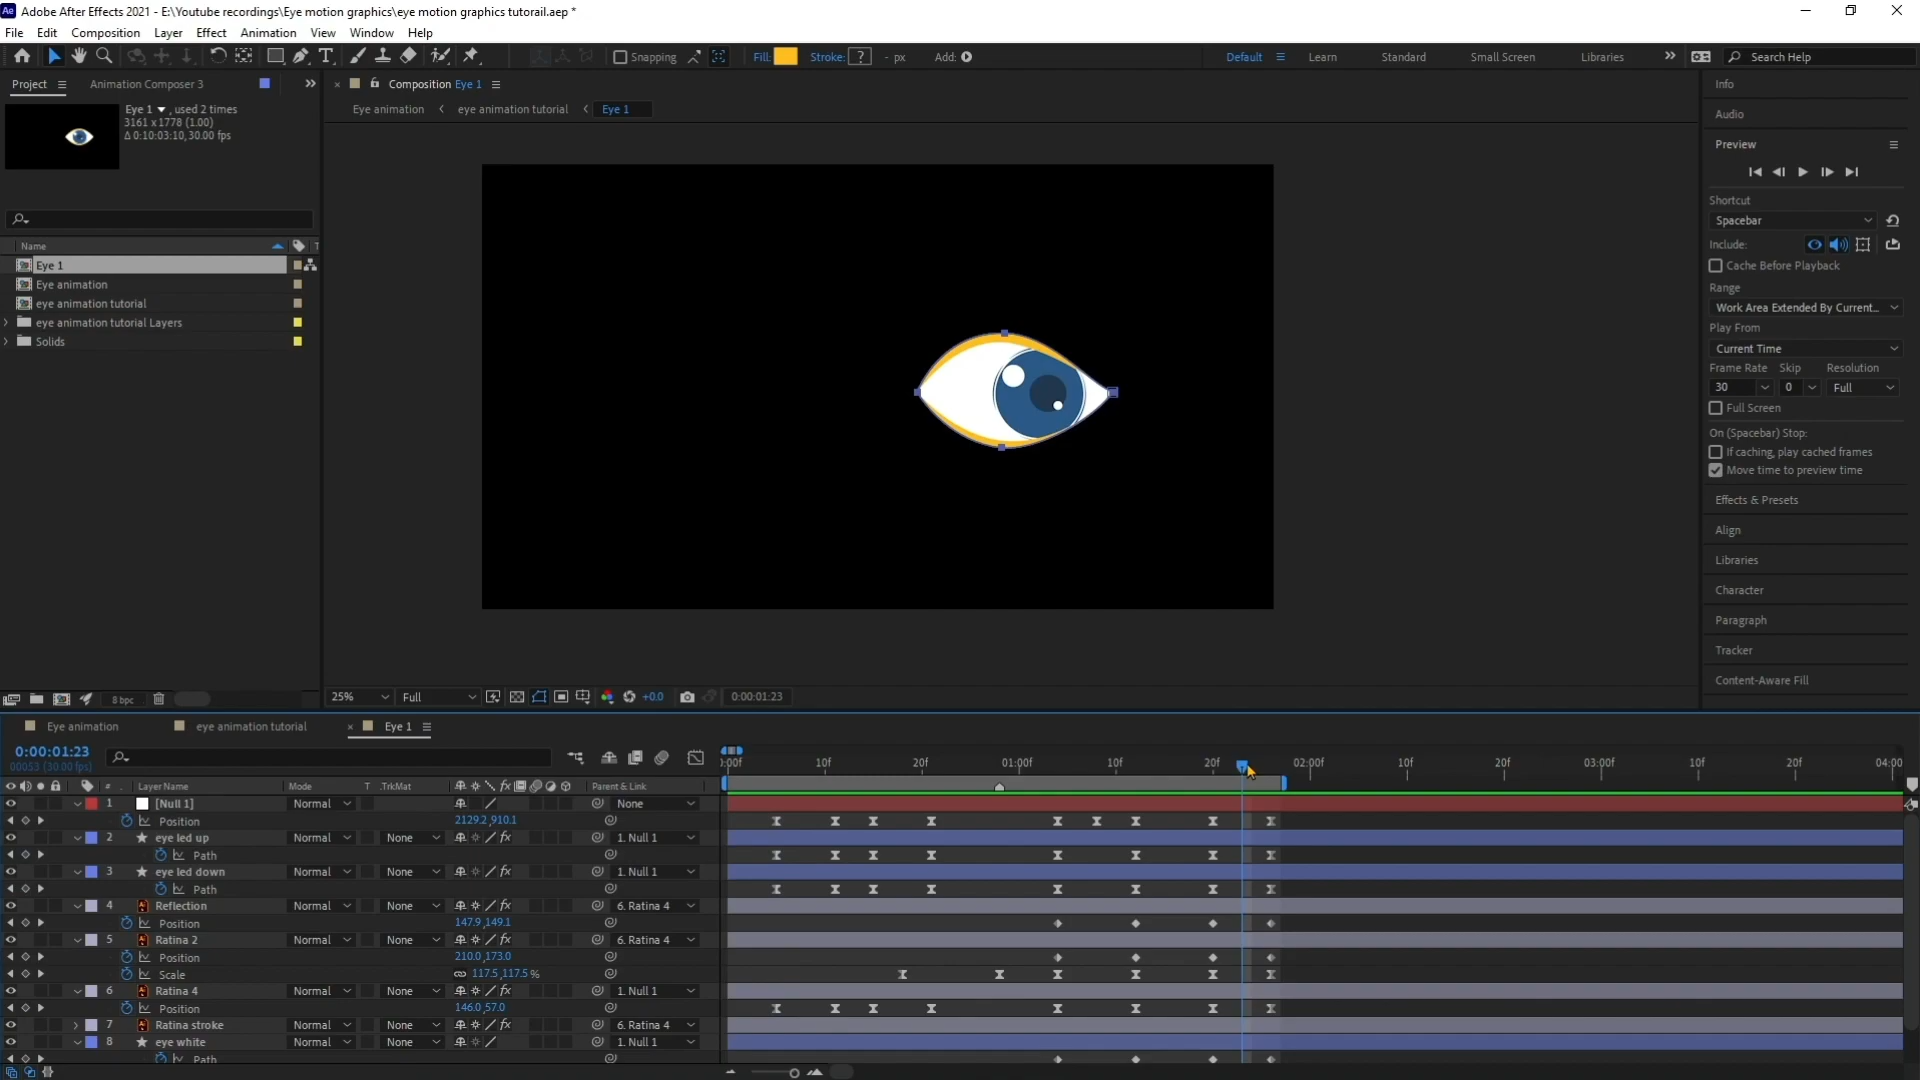 Adobe After Effects 2021 - E:\Youtube recordings\Eye motion graphics\eye motion graphics tutorail.aep *
File Edit Composition Layer Effect Animation View Window Help
Snapping Fill: Stroke: ? - px Add: Default Learn Standard Small Screen Libraries Search Help
Project Animation Composer 3
Composition Eye 1
Eye animation eye animation tutorial Eye 1
Eye 1 , used 2 times
3161 x 1778 (1.00)
Δ 0:10:03:10, 30.00 fps
Name T
Eye 1
Eye animation
eye animation tutorial
eye animation tutorial Layers
Solids
8 bpc
25% Full +0.0 0:00:01:23
Info
Audio
Preview
Shortcut
Spacebar
Include:
Cache Before Playback
Range
Work Area Extended By Current...
Play From
Current Time
Frame Rate Skip Resolution
30 0 Full
Full Screen
On (Spacebar) Stop:
If caching, play cached frames
Move time to preview time
Effects & Presets
Align
Libraries
Character
Paragraph
Tracker
Content-Aware Fill
Eye animation eye animation tutorial Eye 1
0:00:01:23
00053 (30.00 fps)
:00f 10f 20f 01:00f 10f 20f 02:00f 10f 20f 03:00f 10f 20f 04:00
# Layer Name Mode T .TrkMat Parent & Link
1 [Null 1] Normal None
Position 2129.2,910.1
2 eye led up Normal None 1. Null 1
Path
3 eye led down Normal None 1. Null 1
Path
4 Reflection Normal None 6. Ratina 4
Position 147.9,149.1
5 Ratina 2 Normal None 6. Ratina 4
Position 210.0,173.0
Scale 117.5,117.5 %
6 Ratina 4 Normal None 1. Null 1
Position 146.0,57.0
7 Ratina stroke Normal None 6. Ratina 4
8 eye white Normal None 1. Null 1
Path